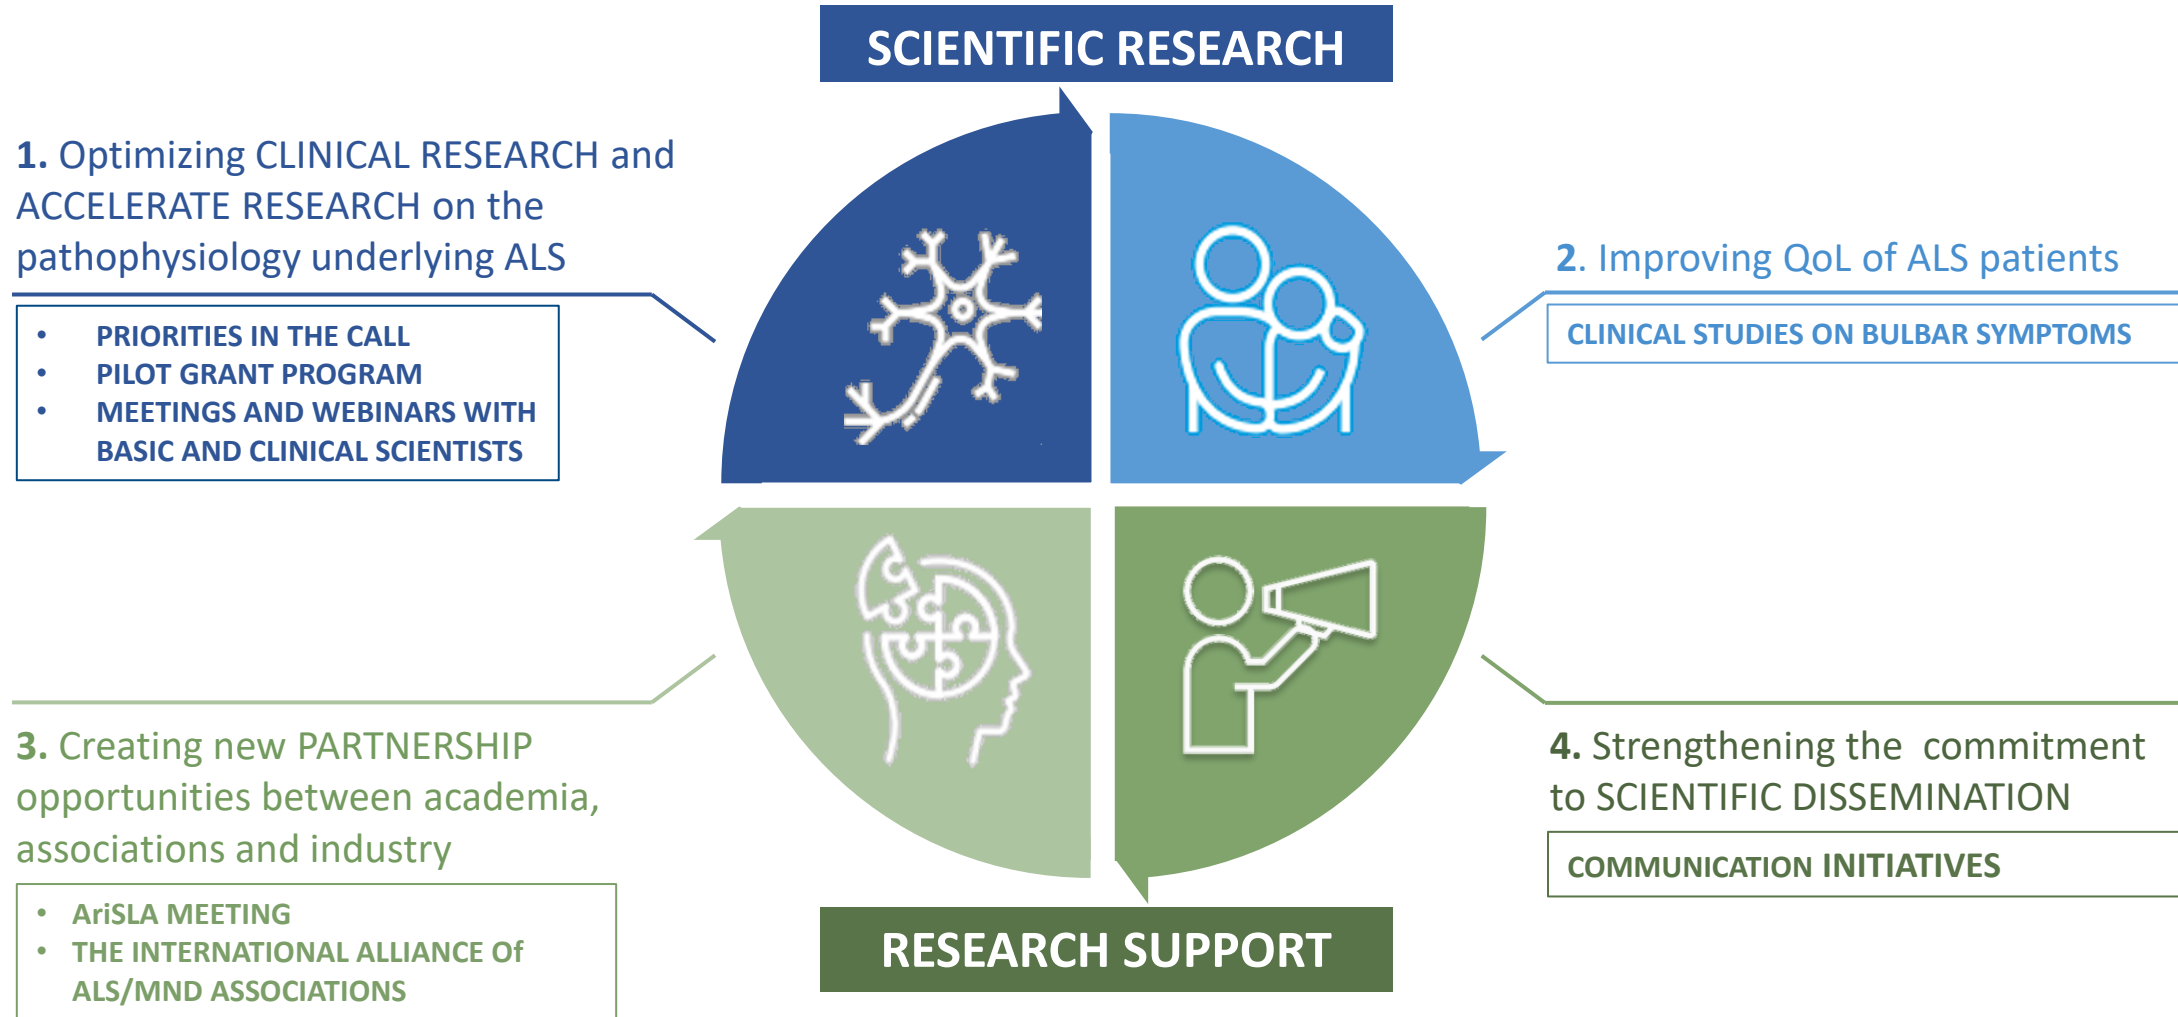 SCIENTIFIC RESEARCH
1. Optimizing CLINICAL RESEARCH and
ACCELERATE RESEARCH on the
pathophysiology underlying ALS
• PRIORITIES IN THE CALL
• PILOT GRANT PROGRAM
• MEETINGS AND WEBINARS WITH
BASIC AND CLINICAL SCIENTISTS
2. Improving QoL of ALS patients
CLINICAL STUDIES ON BULBAR SYMPTOMS
3. Creating new PARTNERSHIP
opportunities between academia,
associations and industry
• AriSLA MEETING
• THE INTERNATIONAL ALLIANCE Of
ALS/MND ASSOCIATIONS
4. Strengthening the commitment
to SCIENTIFIC DISSEMINATION
COMMUNICATION INITIATIVES
RESEARCH SUPPORT